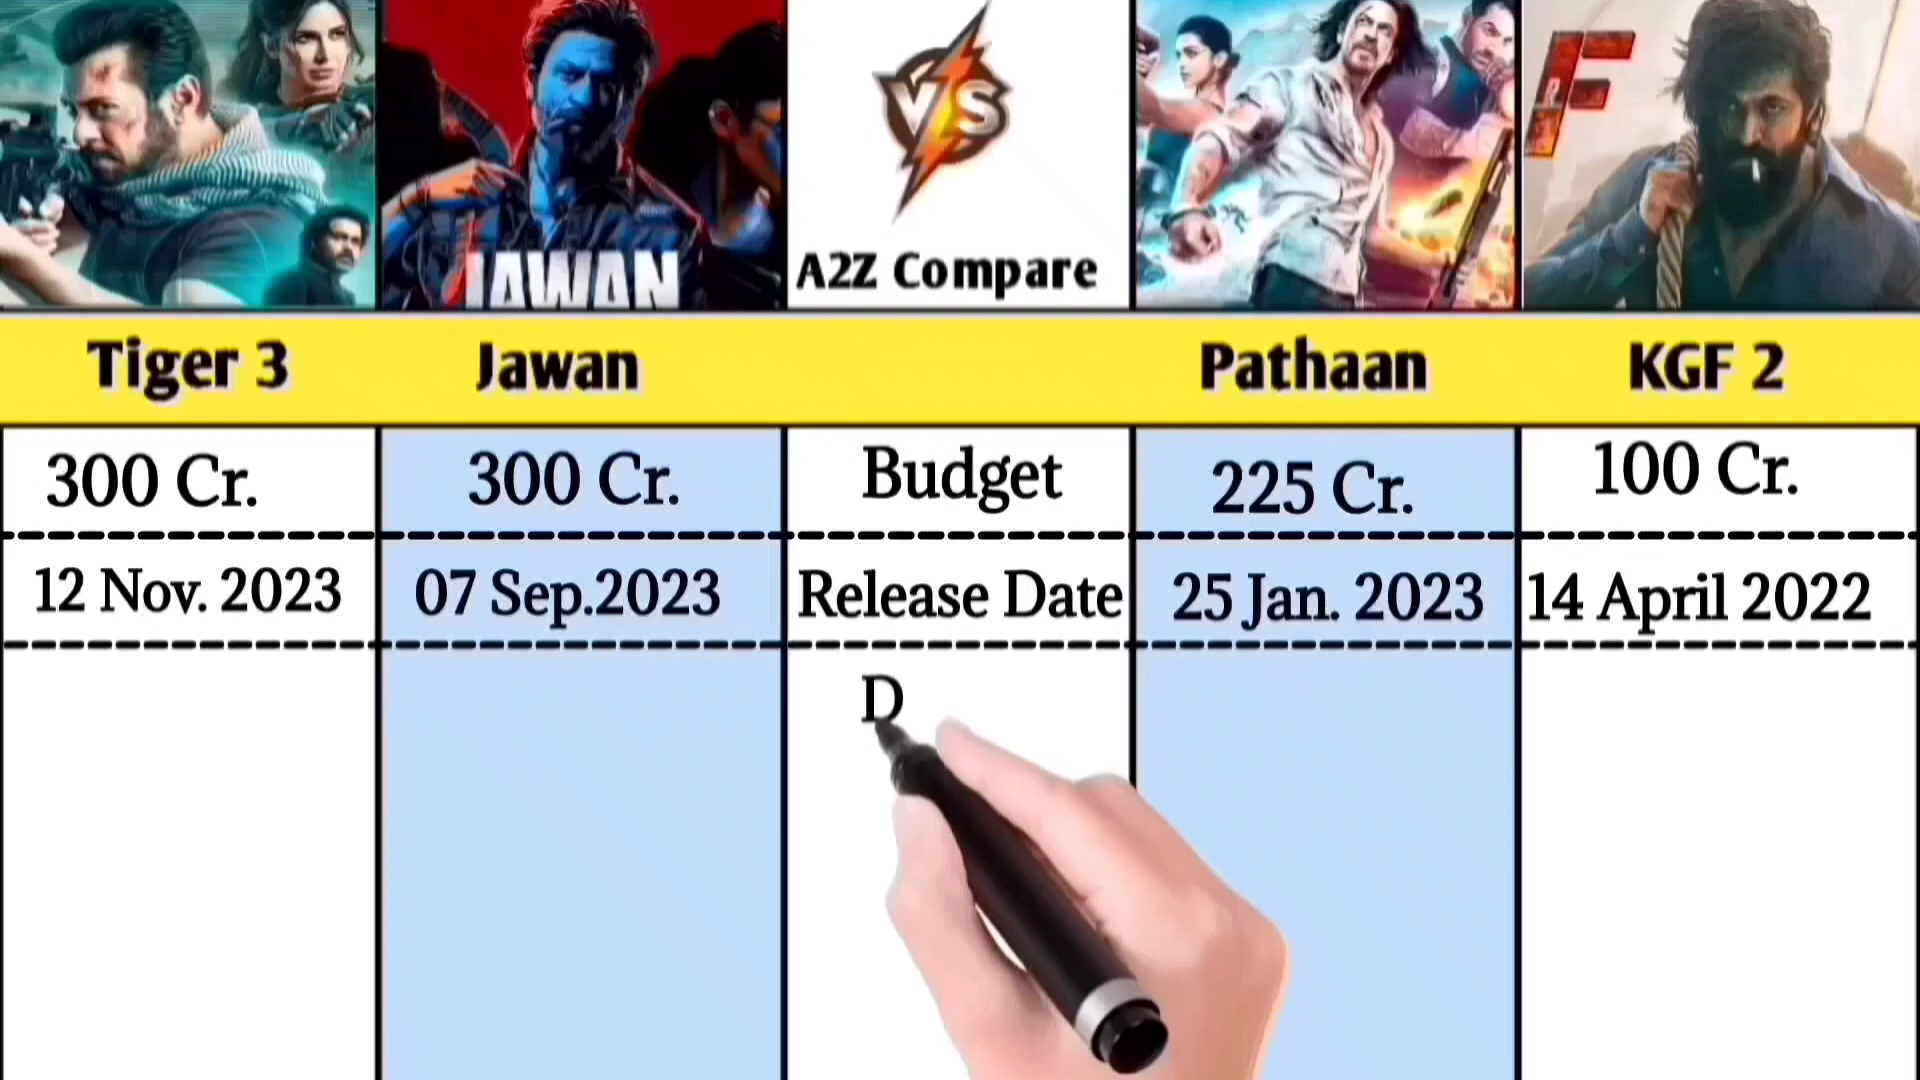 JAWAN
VS
F
A2Z Compare
Tiger 3 Jawan Pathaan KGF 2
300 Cr. 300 Cr. Budget 225 Cr. 100 Cr.
12 Nov. 2023 07 Sep.2023 Release Date 25 Jan. 2023 14 April 2022
D